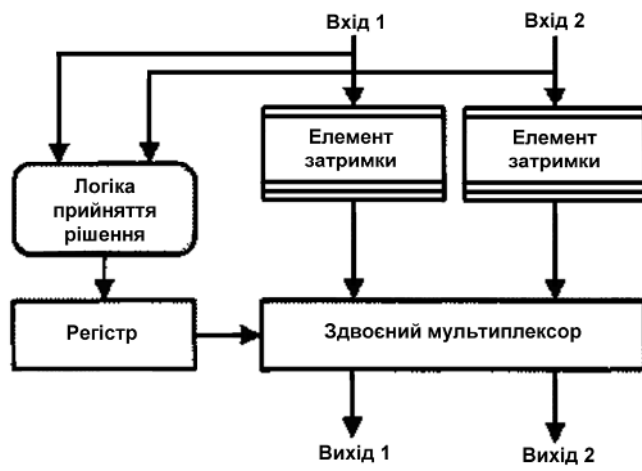 Вхід 1
Вхід 2
Елемент
затримки
Елемент
затримки
Логіка
прийняття
рішення
Регістр
Здвоєний мультиплексор
Вихід 1
Вихід 2